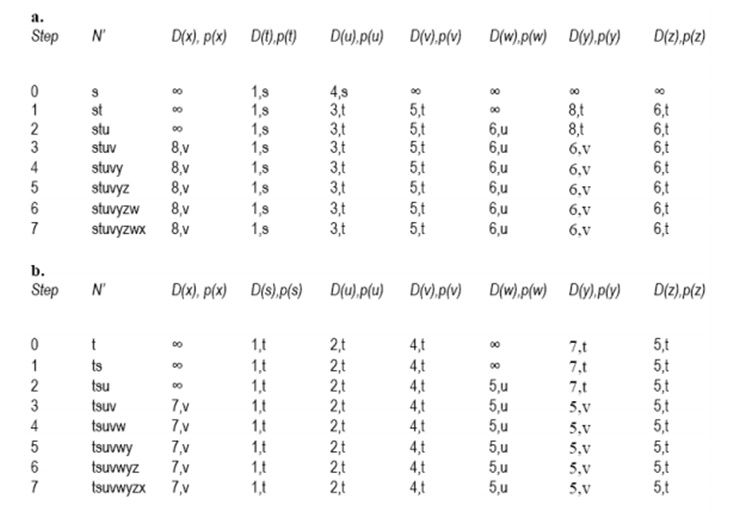 a.
Step N' D(x), p(x) D(t),p(t) D(u),p(u) D(v),p(v) D(w),p(w) D(y),p(y) D(z),p(z)
0 s ∞ 1,s 4,s ∞ ∞ ∞ ∞
1 st ∞ 1,s 3,t 5,t ∞ 8,t 6,t
2 stu ∞ 1,s 3,t 5,t 6,u 8,t 6,t
3 stuv 8,v 1,s 3,t 5,t 6,u 6,v 6,t
4 stuvy 8,v 1,s 3,t 5,t 6,u 6,v 6,t
5 stuvyz 8,v 1,s 3,t 5,t 6,u 6,v 6,t
6 stuvyzw 8,v 1,s 3,t 5,t 6,u 6,v 6,t
7 stuvyzwx 8,v 1,s 3,t 5,t 6,u 6,v 6,t
b.
Step N' D(x), p(x) D(s),p(s) D(u),p(u) D(v),p(v) D(w),p(w) D(y),p(y) D(z),p(z)
0 t ∞ 1,t 2,t 4,t ∞ 7,t 5,t
1 ts ∞ 1,t 2,t 4,t ∞ 7,t 5,t
2 tsu ∞ 1,t 2,t 4,t 5,u 7,t 5,t
3 tsuv 7,v 1,t 2,t 4,t 5,u 5,v 5,t
4 tsuvw 7,v 1,t 2,t 4,t 5,u 5,v 5,t
5 tsuvwy 7,v 1,t 2,t 4,t 5,u 5,v 5,t
6 tsuvwyz 7,v 1,t 2,t 4,t 5,u 5,v 5,t
7 tsuvwyzx 7,v 1,t 2,t 4,t 5,u 5,v 5,t